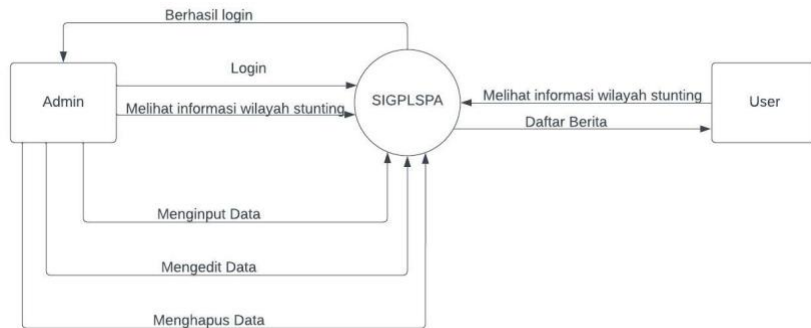 Berhasil login
Login
Admin
SIGPLSPA
User
Melihat informasi wilayah stunting
Melihat informasi wilayah stunting
Daftar Berita
Menginput Data
Mengedit Data
Menghapus Data